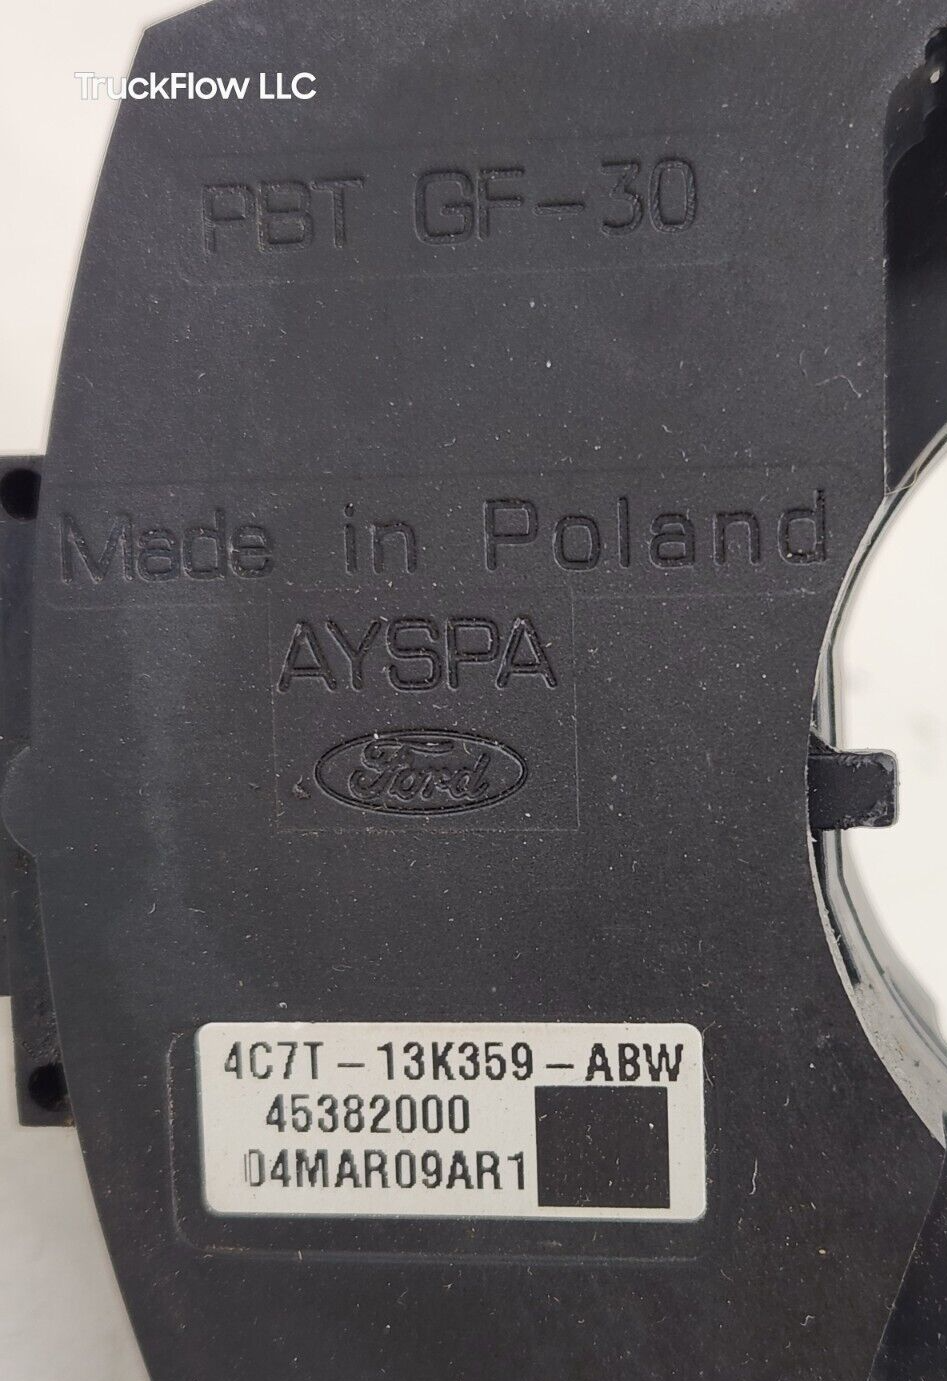 TruckFlow LLC
PBT GF-30
Made in Poland
AYSPA
Ford
4C7T-13K359-ABW
45382000
04MAR09AR1